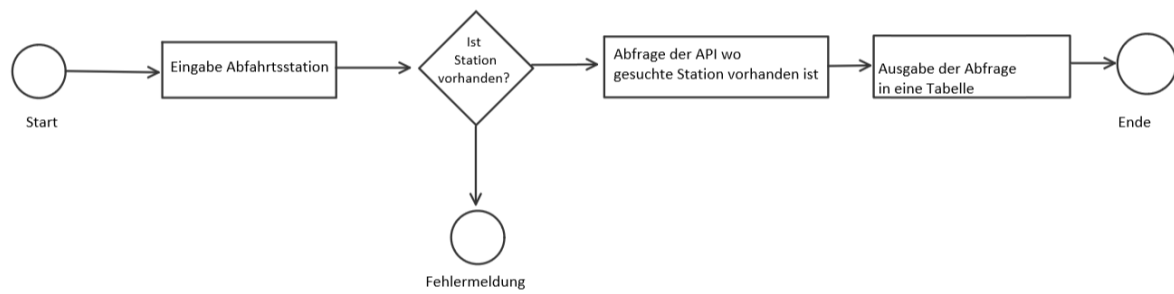 Ist
Station
vorhanden?
Eingabe Abfahrtsstation
Abfrage der API wo
gesuchte Station vorhanden ist
Ausgabe der Abfrage
in eine Tabelle
Start
Ende
Fehlermeldung